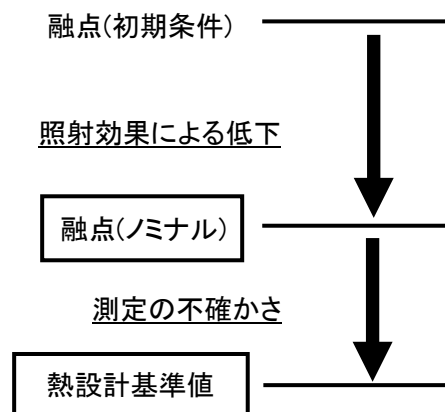 融点(初期条件)
照射効果による低下
融点(ノミナル)
測定の不確かさ
熱設計基準値